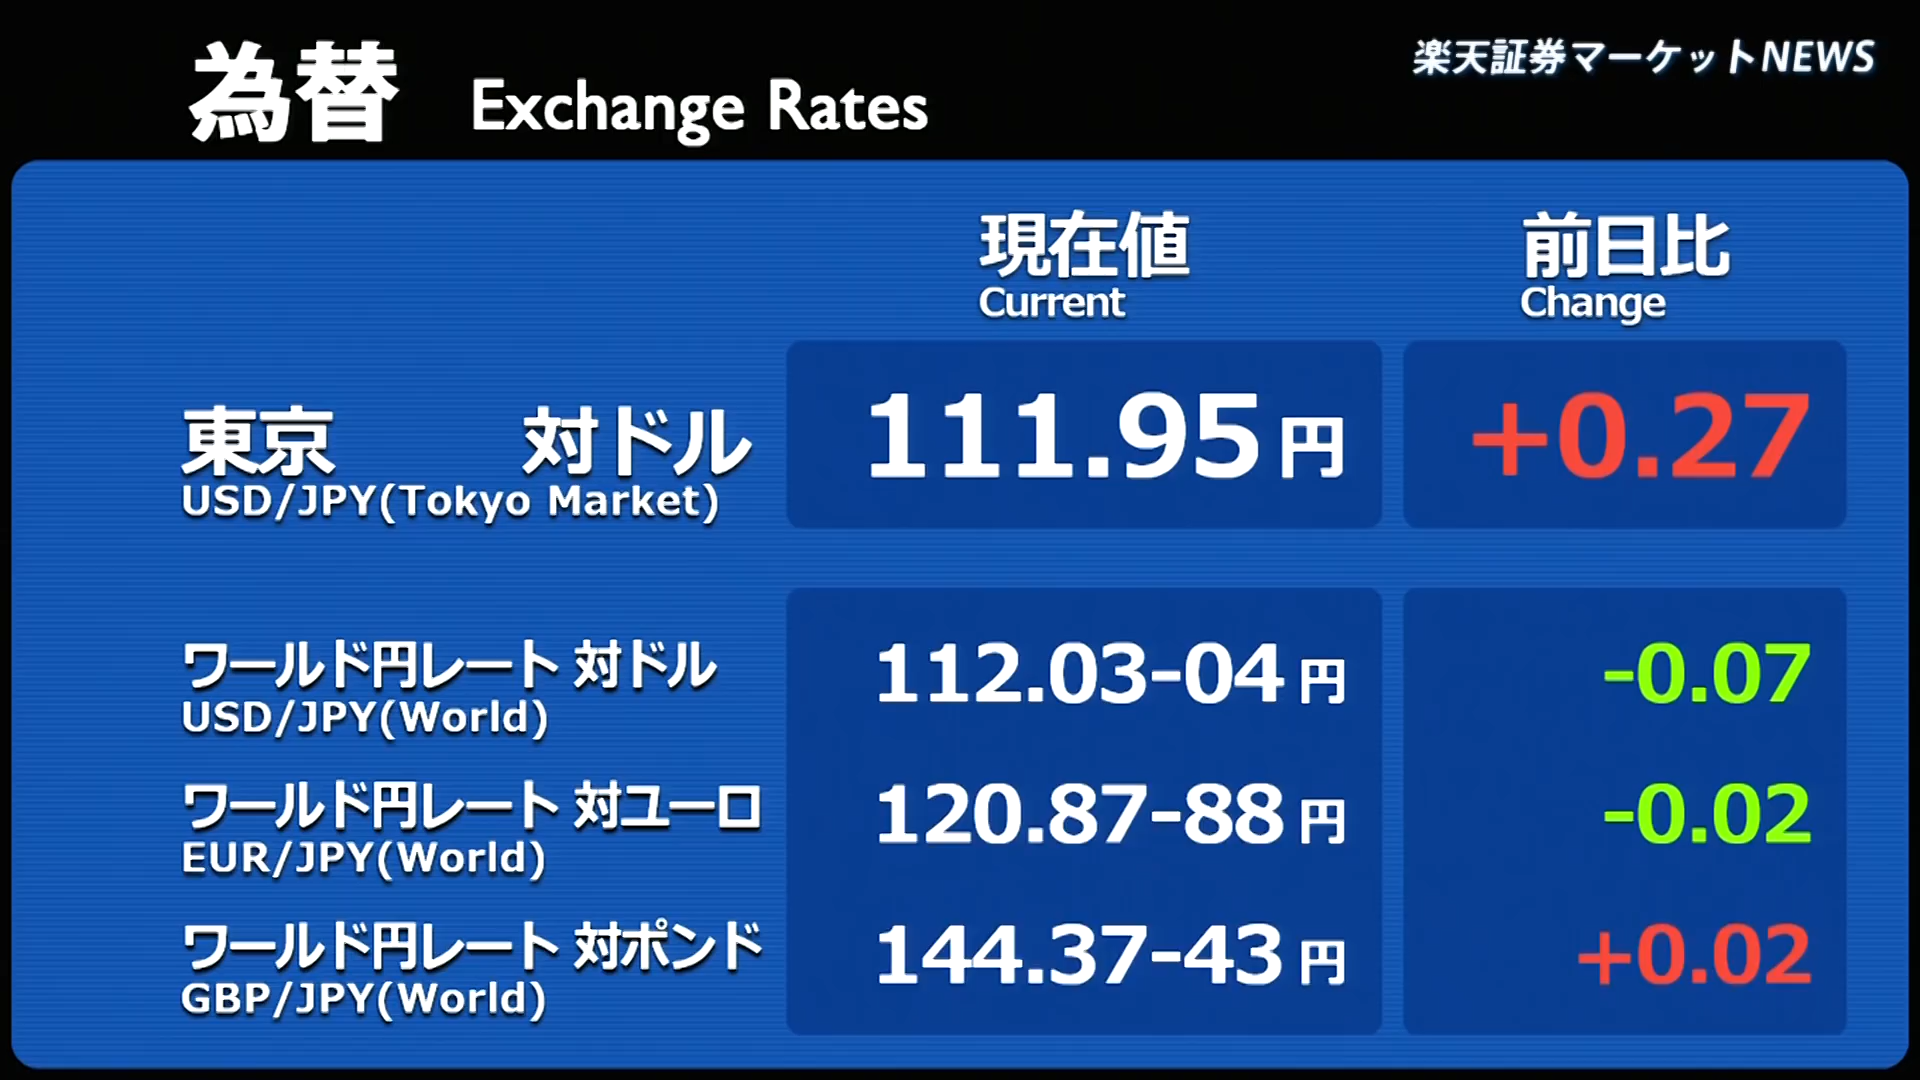 為替 Exchange Rates
楽天証券マーケットNEWS
現在値 前日比
Current Change
東京 対ドル 111.95円 +0.27
USD/JPY(Tokyo Market)
ワールド円レート 対ドル 112.03-04円 -0.07
USD/JPY(World)
ワールド円レート 対ユーロ 120.87-88円 -0.02
EUR/JPY(World)
ワールド円レート 対ポンド 144.37-43円 +0.02
GBP/JPY(World)